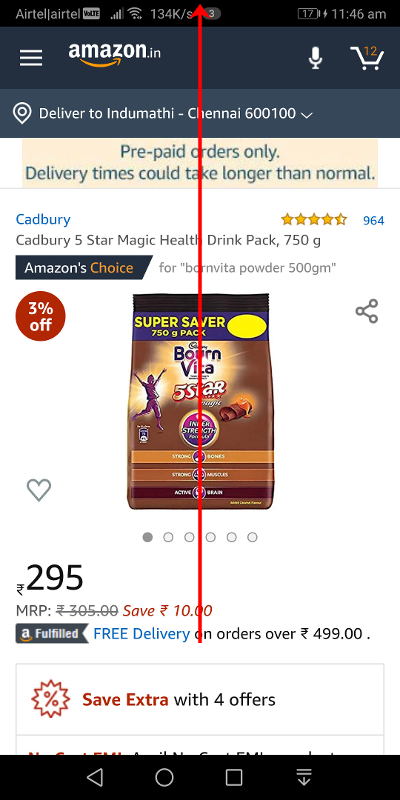 Airtel|airtel VoLTE 134K/s 3 17 11:46 am
amazon.in 12
Deliver to Indumathi - Chennai 600100
Pre-paid orders only.
Delivery times could take longer than normal.
Cadbury 964
Cadbury 5 Star Magic Health Drink Pack, 750 g
Amazon's Choice for "bornvita powder 500gm"
3%
off
SUPER SAVER
750 g PACK
Cadbury
Bourn
Vita
5STAR
magic
INNER
STRENGTH
Formula
STRONG BONES
STRONG MUSCLES
ACTIVE BRAIN
₹295
MRP: ₹ 305.00 Save ₹ 10.00
a Fulfilled FREE Delivery on orders over ₹ 499.00 .
% Save Extra with 4 offers